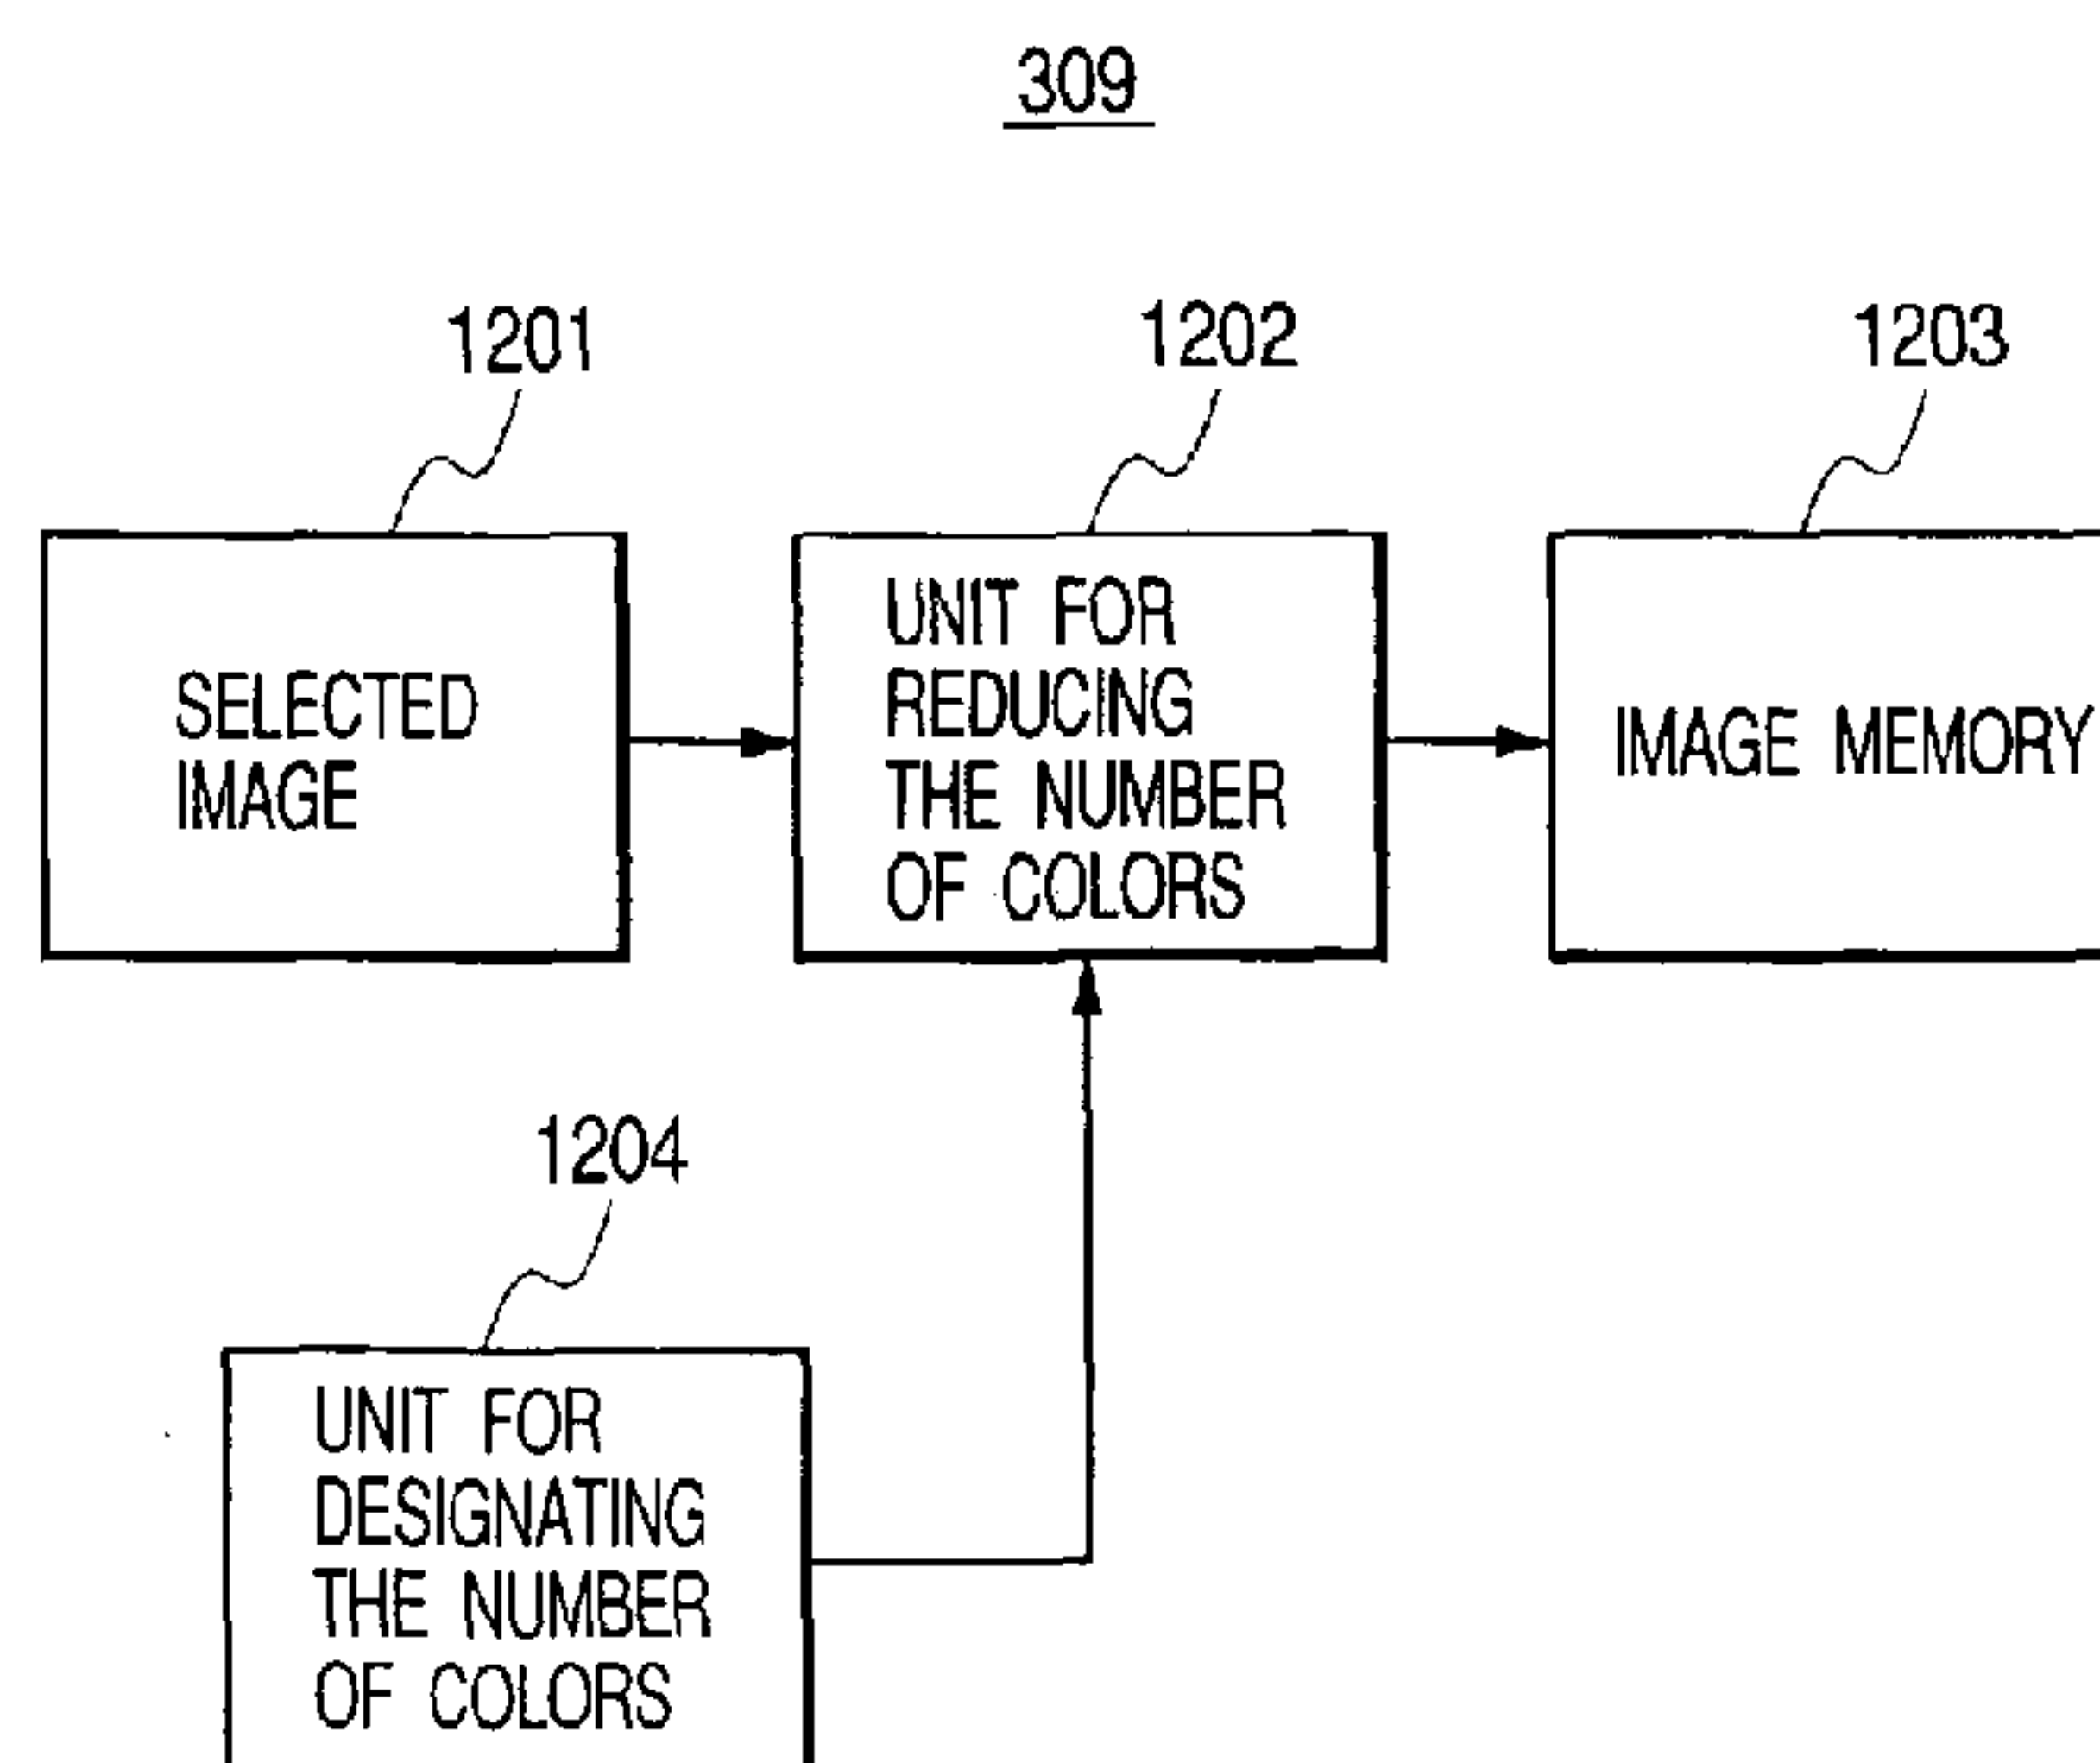 309
1201
1202
1203
SELECTED
IMAGE
UNIT FOR
REDUCING
THE NUMBER
OF COLORS
IMAGE MEMORY
1204
UNIT FOR
DESIGNATING
THE NUMBER
OF COLORS